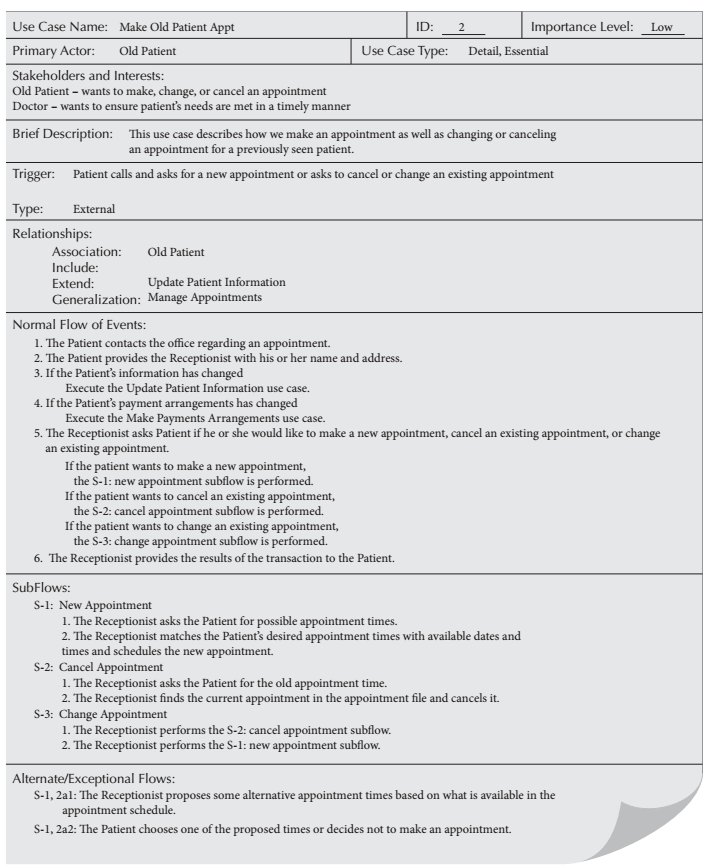 Use Case Name: Make Old Patient Appt ID: 2 Importance Level: Low
Primary Actor: Old Patient Use Case Type: Detail, Essential
Stakeholders and Interests:
Old Patient – wants to make, change, or cancel an appointment
Doctor – wants to ensure patient's needs are met in a timely manner
Brief Description: This use case describes how we make an appointment as well as changing or canceling
an appointment for a previously seen patient.
Trigger: Patient calls and asks for a new appointment or asks to cancel or change an existing appointment
Type: External
Relationships:
Association: Old Patient
Include:
Extend: Update Patient Information
Generalization: Manage Appointments
Normal Flow of Events:
1. The Patient contacts the office regarding an appointment.
2. The Patient provides the Receptionist with his or her name and address.
3. If the Patient's information has changed
Execute the Update Patient Information use case.
4. If the Patient's payment arrangements has changed
Execute the Make Payments Arrangements use case.
5. The Receptionist asks Patient if he or she would like to make a new appointment, cancel an existing appointment, or change
an existing appointment.
If the patient wants to make a new appointment,
the S-1: new appointment subflow is performed.
If the patient wants to cancel an existing appointment,
the S-2: cancel appointment subflow is performed.
If the patient wants to change an existing appointment,
the S-3: change appointment subflow is performed.
6. The Receptionist provides the results of the transaction to the Patient.
SubFlows:
S-1: New Appointment
1. The Receptionist asks the Patient for possible appointment times.
2. The Receptionist matches the Patient's desired appointment times with available dates and
times and schedules the new appointment.
S-2: Cancel Appointment
1. The Receptionist asks the Patient for the old appointment time.
2. The Receptionist finds the current appointment in the appointment file and cancels it.
S-3: Change Appointment
1. The Receptionist performs the S-2: cancel appointment subflow.
2. The Receptionist performs the S-1: new appointment subflow.
Alternate/Exceptional Flows:
S-1, 2a1: The Receptionist proposes some alternative appointment times based on what is available in the
appointment schedule.
S-1, 2a2: The Patient chooses one of the proposed times or decides not to make an appointment.